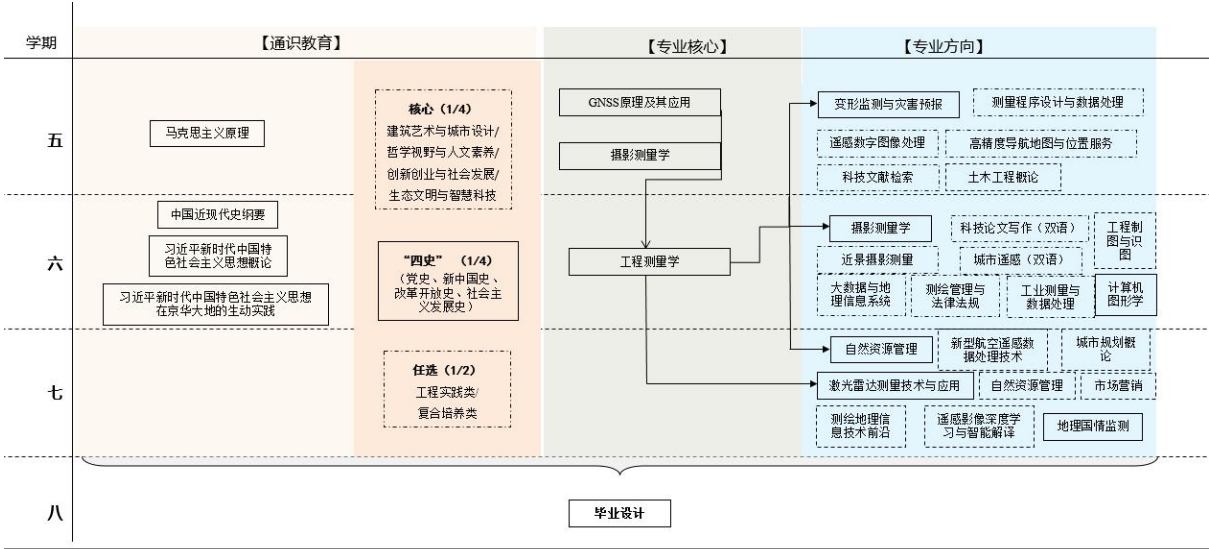 学期
【通识教育】
【专业核心】
【专业方向】
五
马克思主义原理
核心（1/4）
建筑艺术与城市设计/
哲学视野与人文素养/
创新创业与社会发展/
生态文明与智慧科技
GNSS原理及其应用
摄影测量学
变形监测与灾害预报
测量程序设计与数据处理
遥感数字图像处理
高精度导航地图与位置服务
科技文献检索
土木工程概论
六
中国近现代史纲要
习近平新时代中国特
色社会主义思想概论
习近平新时代中国特色社会主义思想
在京华大地的生动实践
“四史”（1/4）
（党史、新中国史、
改革开放史、社会主
义发展史）
工程测量学
摄影测量学
科技论文写作（双语）
工程制
图与识
图
近景摄影测量
城市遥感（双语）
大数据与地
理信息系统
测绘管理与
法律法规
工业测量与
数据处理
计算机
图形学
七
任选（1/2）
工程实践类/
复合培养类
自然资源管理
新型航空遥感数
据处理技术
城市规划概
论
激光雷达测量技术与应用
自然资源管理
市场营销
测绘地理信
息技术前沿
遥感影像深度学
习与智能解译
地理国情监测
八
毕业设计